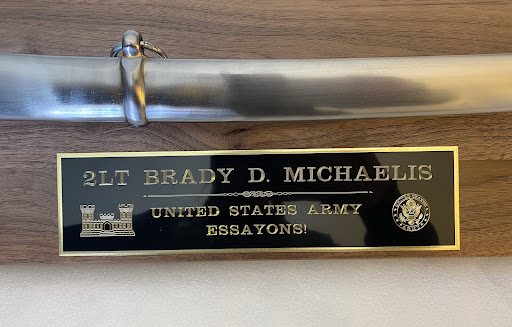 2LT BRADY D. MICHAELIS
UNITED STATES ARMY
ESSAYONS!